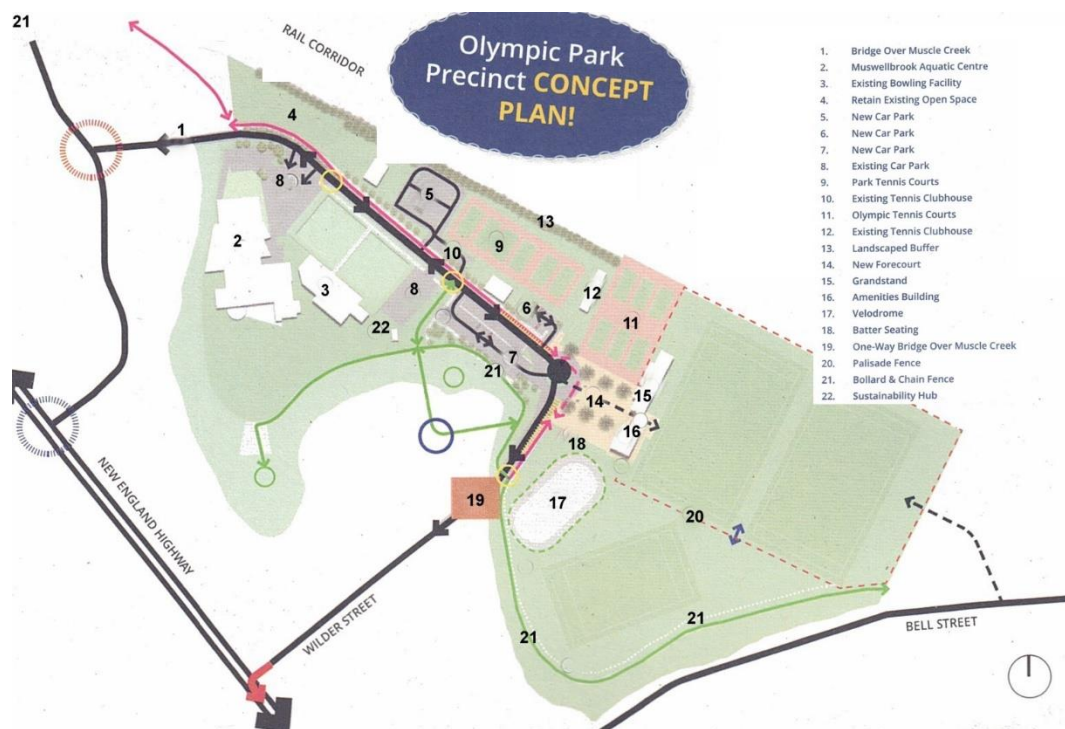 21
RAIL CORRIDOR
Olympic Park
Precinct CONCEPT
PLAN!
1. Bridge Over Muscle Creek
2. Muswellbrook Aquatic Centre
3. Existing Bowling Facility
4. Retain Existing Open Space
5. New Car Park
6. New Car Park
7. New Car Park
8. Existing Car Park
9. Park Tennis Courts
10. Existing Tennis Clubhouse
11. Olympic Tennis Courts
12. Existing Tennis Clubhouse
13. Landscaped Buffer
14. New Forecourt
15. Grandstand
16. Amenities Building
17. Velodrome
18. Batter Seating
19. One-Way Bridge Over Muscle Creek
20. Palisade Fence
21. Bollard & Chain Fence
22. Sustainability Hub
4
1
8
5
13
2
9
10
3
8
12
6
11
22
7
21
14
15
16
18
19
17
20
NEW ENGLAND HIGHWAY
WILDER STREET
21
21
BELL STREET